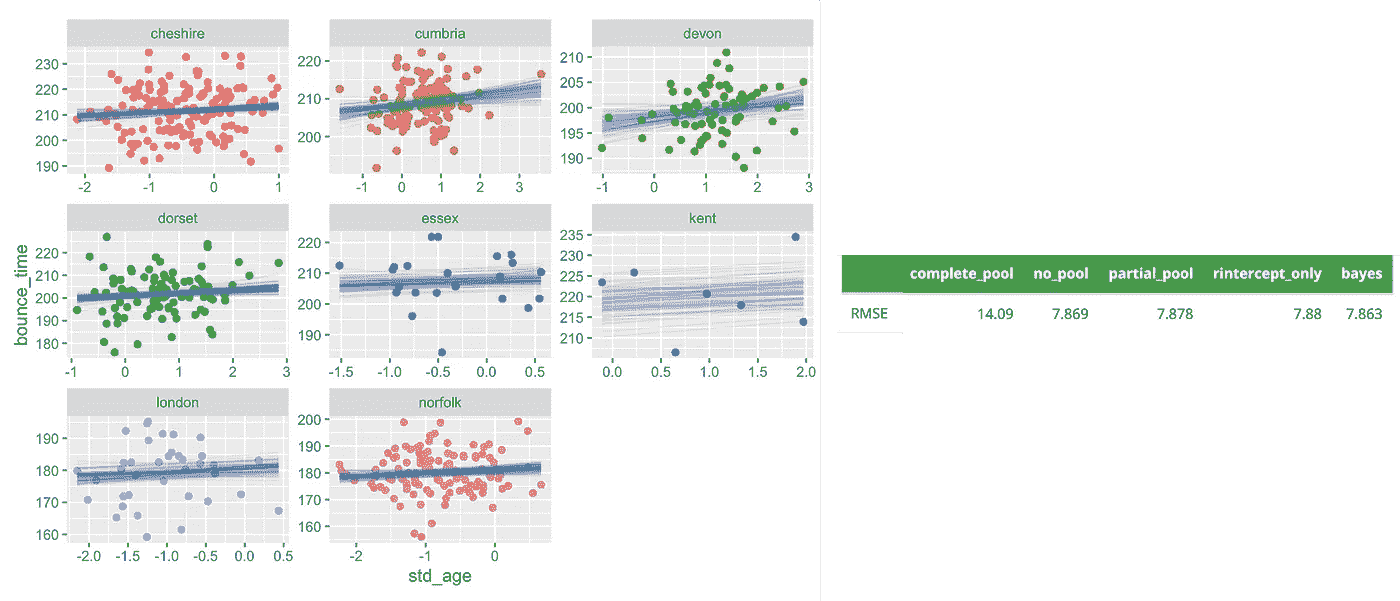 cheshire cumbria devon
230 220 210
220 205
210 210 200
200 200 195
190 190
-2 -1 0 1 -1 0 1 2 3 -1 0 1 2 3
dorset essex kent
220 220 235
210 210 230
200 200 225
190 190 220
180 215
210
-1 0 1 2 3 -1.5 -1.0 -0.5 0.0 0.5 0.0 0.5 1.0 1.5 2.0
bounce_time
london norfolk
190 200
180 190
170 180
160 170
160
-2.0 -1.5 -1.0 -0.5 0.0 0.5 -2 -1 0
std_age
complete_pool no_pool partial_pool rintercept_only bayes
RMSE 14.09 7.869 7.878 7.88 7.863